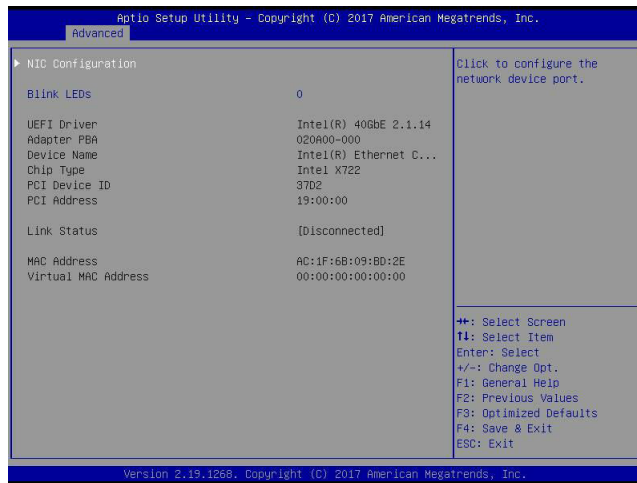 Aptio Setup Utility – Copyright (C) 2017 American Megatrends, Inc.
Advanced
▶ NIC Configuration
Blink LEDs 0
UEFI Driver Intel(R) 40GbE 2.1.14
Adapter PBA 020A00-000
Device Name Intel(R) Ethernet C...
Chip Type Intel X722
PCI Device ID 37D2
PCI Address 19:00:00
Link Status [Disconnected]
MAC Address AC:1F:6B:09:BD:2E
Virtual MAC Address 00:00:00:00:00:00
Click to configure the
network device port.
→←: Select Screen
↑↓: Select Item
Enter: Select
+/-: Change Opt.
F1: General Help
F2: Previous Values
F3: Optimized Defaults
F4: Save & Exit
ESC: Exit
Version 2.19.1268. Copyright (C) 2017 American Megatrends, Inc.